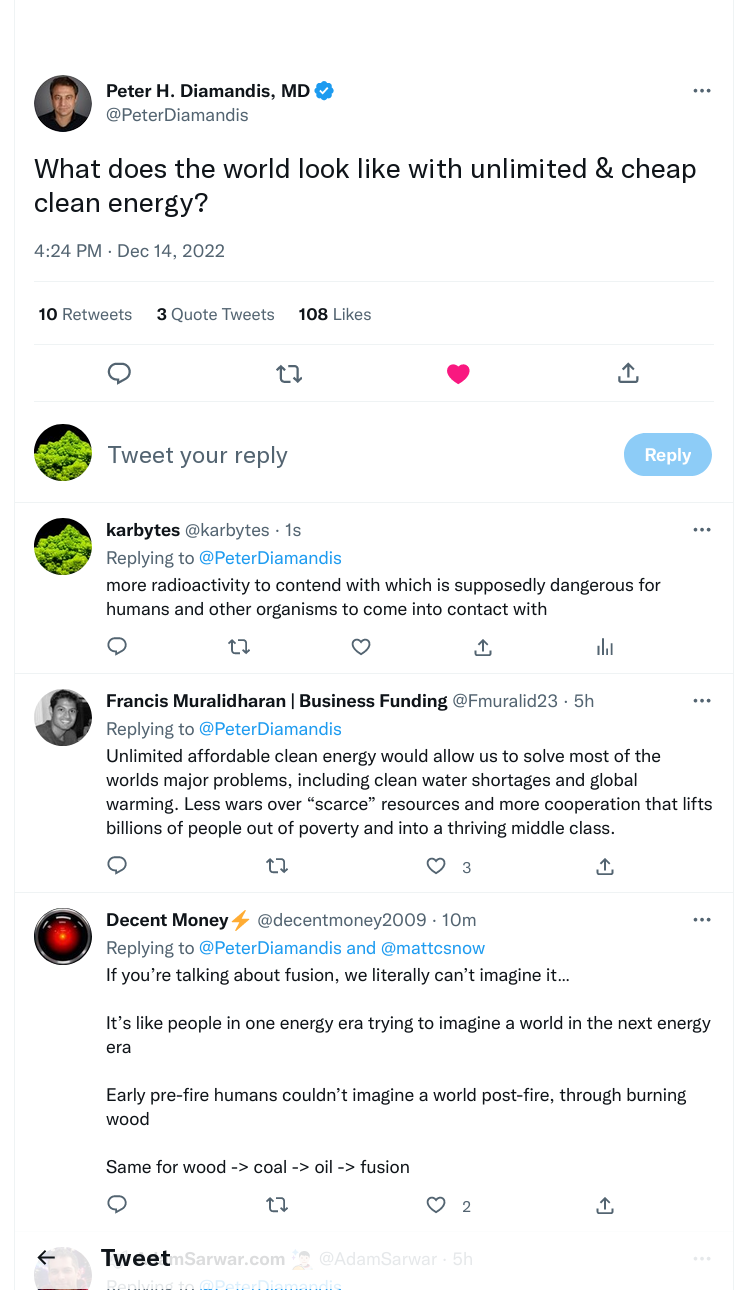 Peter H. Diamandis, MD
@PeterDiamandis
What does the world look like with unlimited & cheap
clean energy?
4:24 PM · Dec 14, 2022
10 Retweets 3 Quote Tweets 108 Likes
Tweet your reply
Reply
karbytes @karbytes · 1s
Replying to @PeterDiamandis
more radioactivity to contend with which is supposedly dangerous for
humans and other organisms to come into contact with
Francis Muralidharan | Business Funding @Fmuralid23 · 5h
Replying to @PeterDiamandis
Unlimited affordable clean energy would allow us to solve most of the
worlds major problems, including clean water shortages and global
warming. Less wars over “scarce” resources and more cooperation that lifts
billions of people out of poverty and into a thriving middle class.
3
Decent Money⚡ @decentmoney2009 · 10m
Replying to @PeterDiamandis and @mattcsnow
If you’re talking about fusion, we literally can’t imagine it…
It’s like people in one energy era trying to imagine a world in the next energy
era
Early pre-fire humans couldn’t imagine a world post-fire, through burning
wood
Same for wood -> coal -> oil -> fusion
2
Tweet
mSarwar.com @AdamSarwar · 5h
Replying to @PeterDiamandis